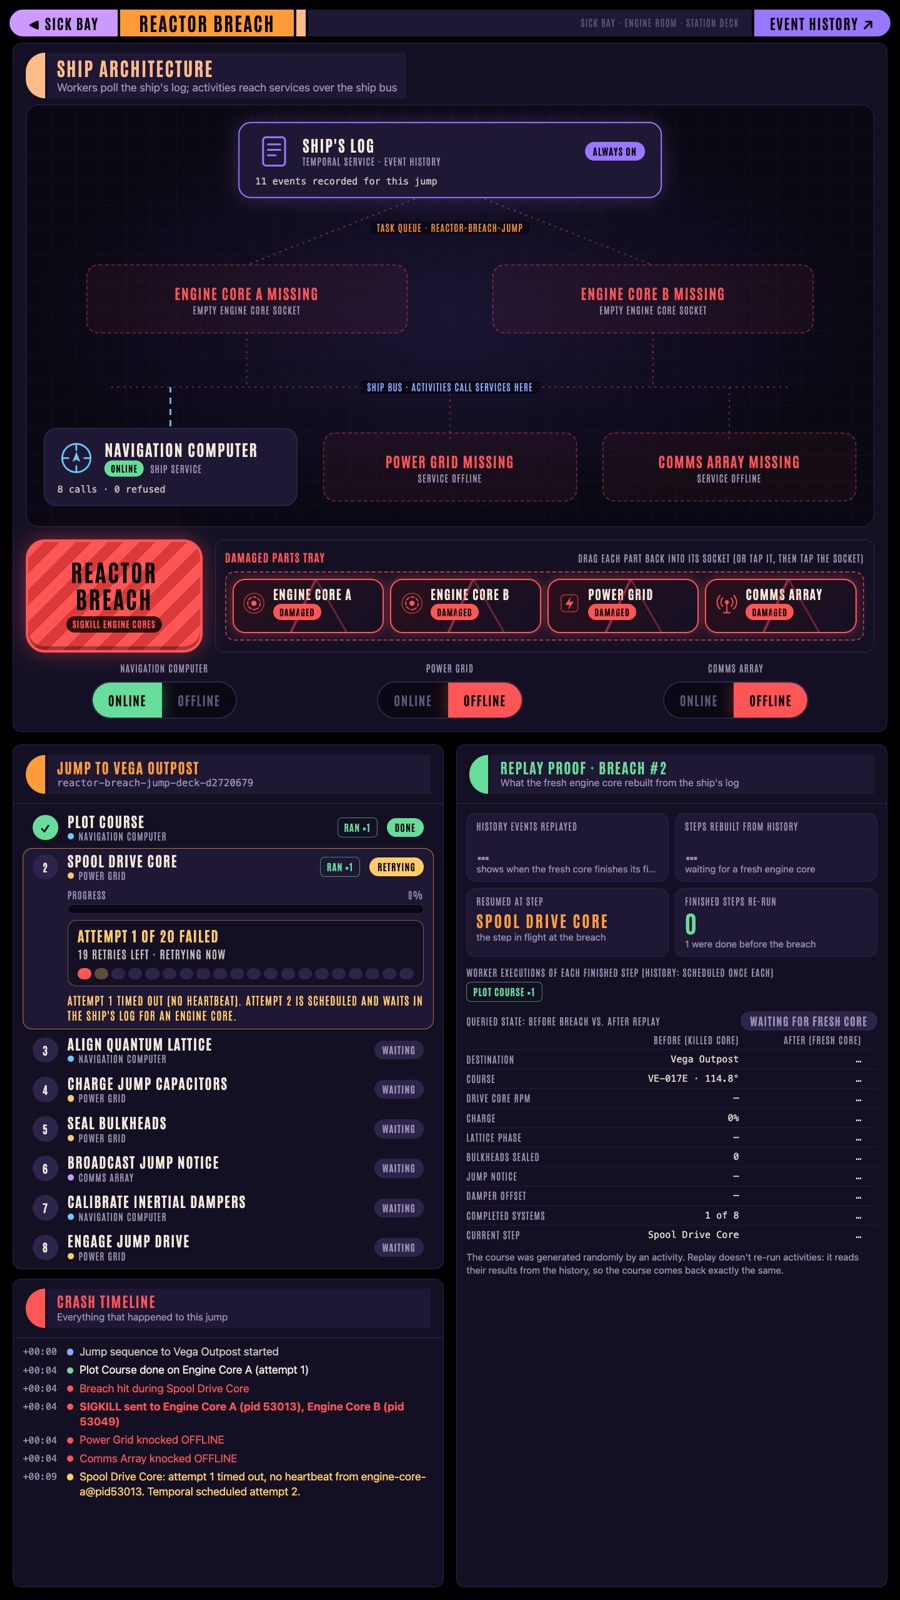 ◀ SICK BAY
REACTOR BREACH
SICK BAY · ENGINE ROOM · STATION DECK
EVENT HISTORY ↗
SHIP ARCHITECTURE
Workers poll the ship's log; activities reach services over the ship bus
SHIP'S LOG
TEMPORAL SERVICE · EVENT HISTORY
ALWAYS ON
11 events recorded for this jump
TASK QUEUE · REACTOR-BREACH-JUMP
ENGINE CORE A MISSING
EMPTY ENGINE CORE SOCKET
ENGINE CORE B MISSING
EMPTY ENGINE CORE SOCKET
SHIP BUS · ACTIVITIES CALL SERVICES HERE
NAVIGATION COMPUTER
ONLINE SHIP SERVICE
8 calls · 0 refused
POWER GRID MISSING
SERVICE OFFLINE
COMMS ARRAY MISSING
SERVICE OFFLINE
REACTOR
BREACH
SIGKILL ENGINE CORES
DAMAGED PARTS TRAY
DRAG EACH PART BACK INTO ITS SOCKET (OR TAP IT, THEN TAP THE SOCKET)
ENGINE CORE A
DAMAGED
ENGINE CORE B
DAMAGED
POWER GRID
DAMAGED
COMMS ARRAY
DAMAGED
NAVIGATION COMPUTER
ONLINE OFFLINE
POWER GRID
ONLINE OFFLINE
COMMS ARRAY
ONLINE OFFLINE
JUMP TO VEGA OUTPOST
reactor-breach-jump-deck-d2720679
PLOT COURSE
NAVIGATION COMPUTER
RAN ×1 DONE
2 SPOOL DRIVE CORE
POWER GRID
RAN ×1 RETRYING
PROGRESS 0%
ATTEMPT 1 OF 20 FAILED
19 RETRIES LEFT · RETRYING NOW
ATTEMPT 1 TIMED OUT (NO HEARTBEAT). ATTEMPT 2 IS SCHEDULED AND WAITS IN
THE SHIP'S LOG FOR AN ENGINE CORE.
3 ALIGN QUANTUM LATTICE
NAVIGATION COMPUTER
WAITING
4 CHARGE JUMP CAPACITORS
POWER GRID
WAITING
5 SEAL BULKHEADS
POWER GRID
WAITING
6 BROADCAST JUMP NOTICE
COMMS ARRAY
WAITING
7 CALIBRATE INERTIAL DAMPERS
NAVIGATION COMPUTER
WAITING
8 ENGAGE JUMP DRIVE
POWER GRID
WAITING
CRASH TIMELINE
Everything that happened to this jump
+00:00 Jump sequence to Vega Outpost started
+00:04 Plot Course done on Engine Core A (attempt 1)
+00:04 Breach hit during Spool Drive Core
+00:04 SIGKILL sent to Engine Core A (pid 53013), Engine Core B (pid
53049)
+00:04 Power Grid knocked OFFLINE
+00:04 Comms Array knocked OFFLINE
+00:09 Spool Drive Core: attempt 1 timed out, no heartbeat from engine-core-
a@pid53013. Temporal scheduled attempt 2.
REPLAY PROOF · BREACH #2
What the fresh engine core rebuilt from the ship's log
HISTORY EVENTS REPLAYED
…
shows when the fresh core finishes its fi…
STEPS REBUILT FROM HISTORY
…
waiting for a fresh engine core
RESUMED AT STEP
SPOOL DRIVE CORE
the step in flight at the breach
FINISHED STEPS RE-RUN
0
1 were done before the breach
WORKER EXECUTIONS OF EACH FINISHED STEP (HISTORY: SCHEDULED ONCE EACH)
PLOT COURSE ×1
QUERIED STATE: BEFORE BREACH VS. AFTER REPLAY
WAITING FOR FRESH CORE
BEFORE (KILLED CORE) AFTER (FRESH CORE)
DESTINATION Vega Outpost …
COURSE VE-017E · 114.8° …
DRIVE CORE RPM — …
CHARGE 0% …
LATTICE PHASE — …
BULKHEADS SEALED 0 …
JUMP NOTICE — …
DAMPER OFFSET — …
COMPLETED SYSTEMS 1 of 8 …
CURRENT STEP Spool Drive Core …
The course was generated randomly by an activity. Replay doesn't re-run activities: it reads
their results from the history, so the course comes back exactly the same.